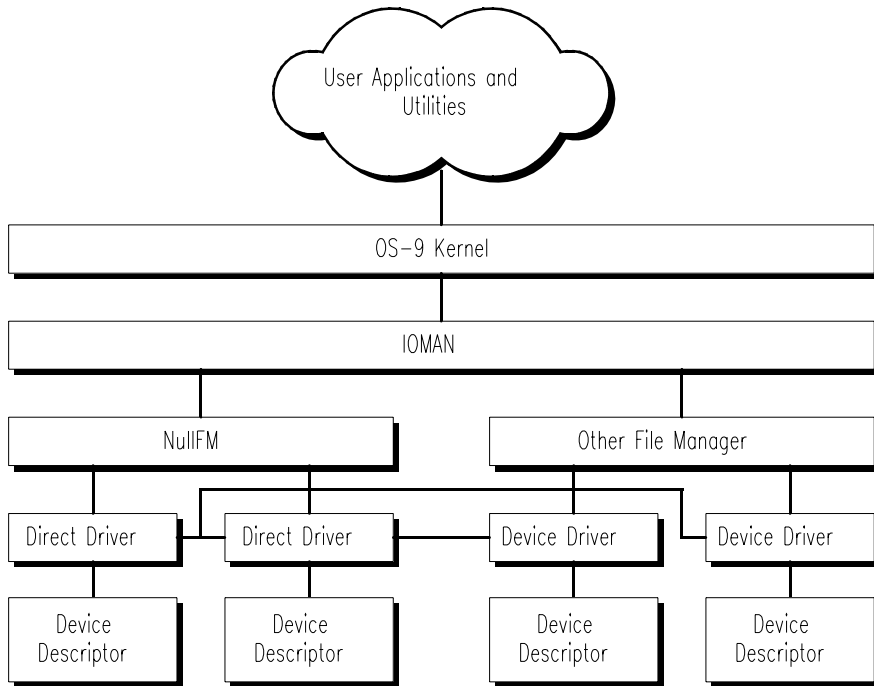 User Applications and
Utilities
OS-9 Kernel
IOMAN
NullFM
Other File Manager
Direct Driver
Direct Driver
Device Driver
Device Driver
Device
Descriptor
Device
Descriptor
Device
Descriptor
Device
Descriptor